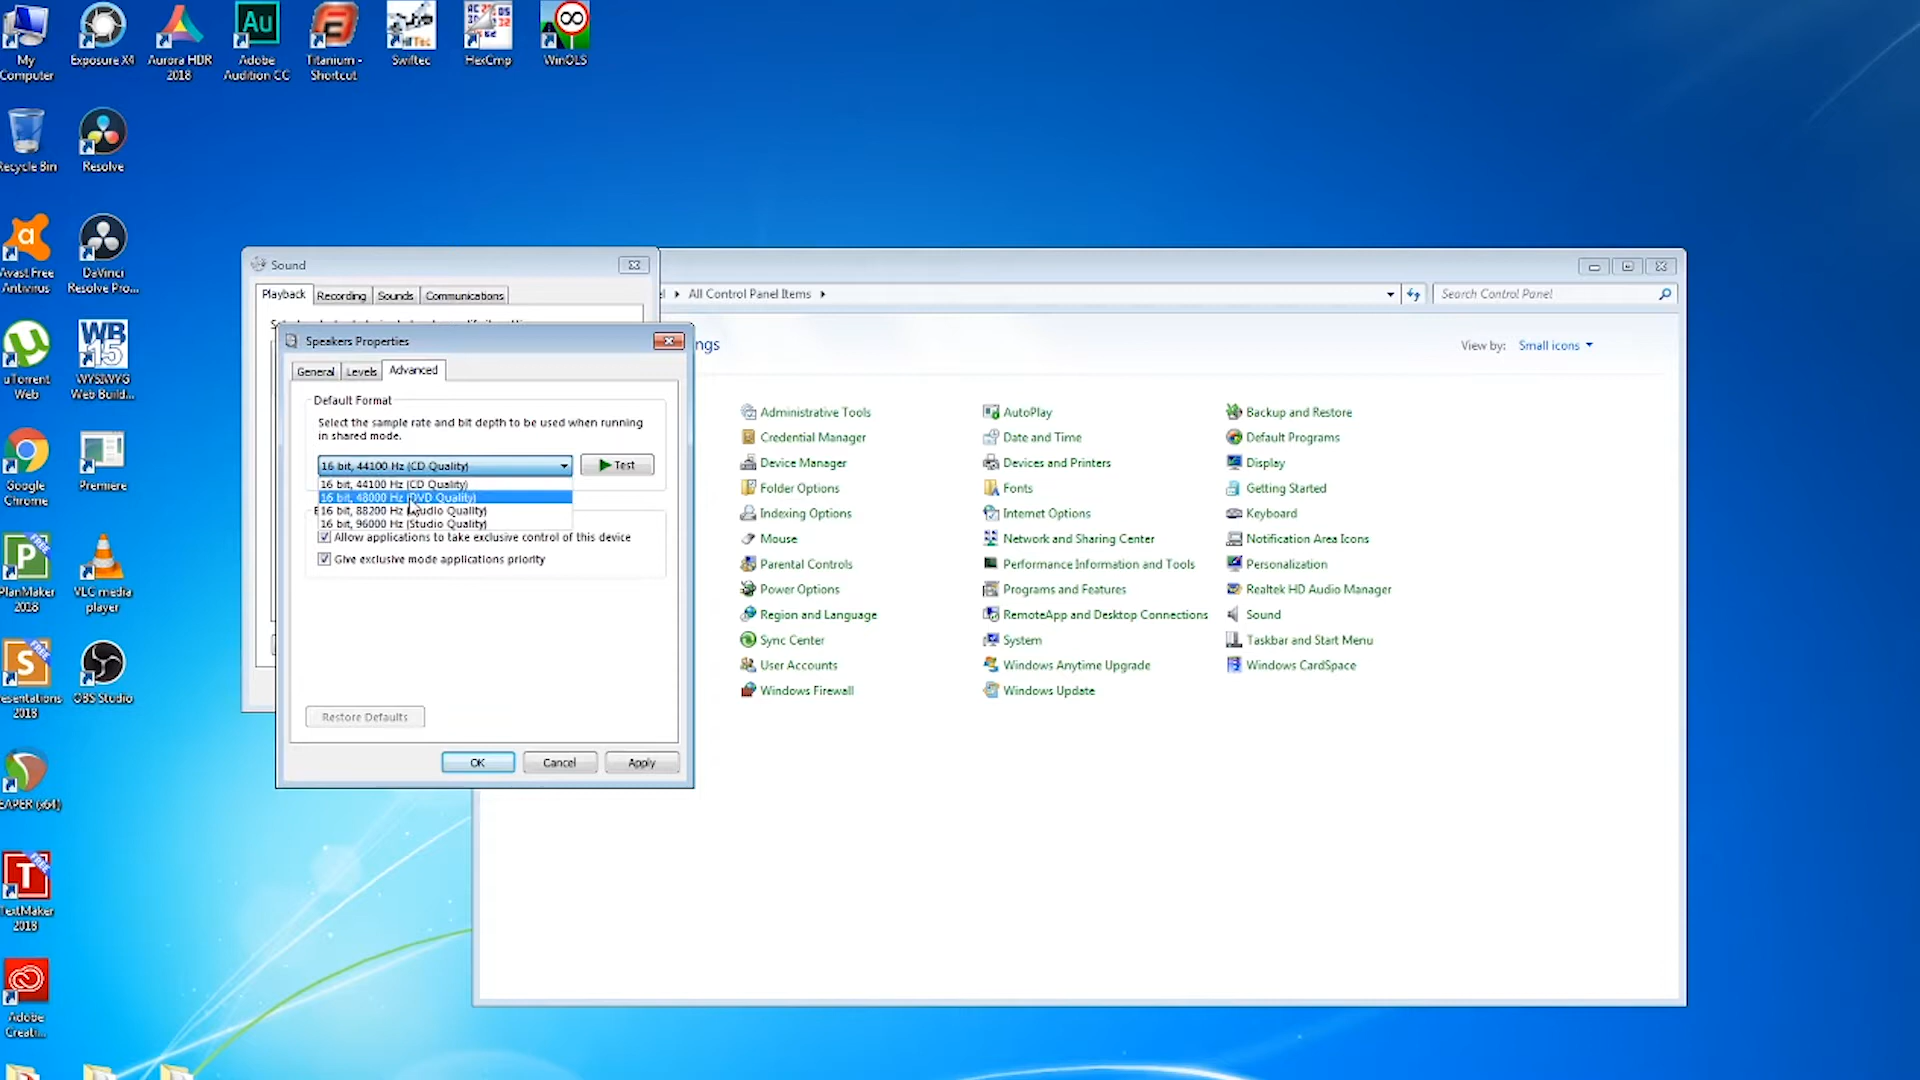 My
Computer
Exposure X4
Aurora HDR
2018
Adobe
Audition CC
Titanium -
Shortcut
Swiftec
HexCmp
WinOLS
Recycle Bin
Resolve
Avast Free
Antivirus
DaVinci
Resolve Pro...
uTorrent
Web
WB
15
WYSIWYG
Web Build...
Google
Chrome
Premiere
FREE
PlanMaker
2018
VLC media
player
FREE
esentations
2018
OBS Studio
EAPER (x64)
FREE
TextMaker
2018
Adobe
Creati...
Sound
Playback
Recording
Sounds
Communications
Speakers Properties
General
Levels
Advanced
Default Format
Select the sample rate and bit depth to be used when running
in shared mode.
16 bit, 44100 Hz (CD Quality)
Test
16 bit, 44100 Hz (CD Quality)
16 bit, 48000 Hz (DVD Quality)
16 bit, 88200 Hz (Studio Quality)
16 bit, 96000 Hz (Studio Quality)
Allow applications to take exclusive control of this device
Give exclusive mode applications priority
Restore Defaults
OK
Cancel
Apply
All Control Panel Items
Search Control Panel
ngs
View by:
Small icons
Administrative Tools
AutoPlay
Backup and Restore
Credential Manager
Date and Time
Default Programs
Device Manager
Devices and Printers
Display
Folder Options
Fonts
Getting Started
Indexing Options
Internet Options
Keyboard
Mouse
Network and Sharing Center
Notification Area Icons
Parental Controls
Performance Information and Tools
Personalization
Power Options
Programs and Features
Realtek HD Audio Manager
Region and Language
RemoteApp and Desktop Connections
Sound
Sync Center
System
Taskbar and Start Menu
User Accounts
Windows Anytime Upgrade
Windows CardSpace
Windows Firewall
Windows Update